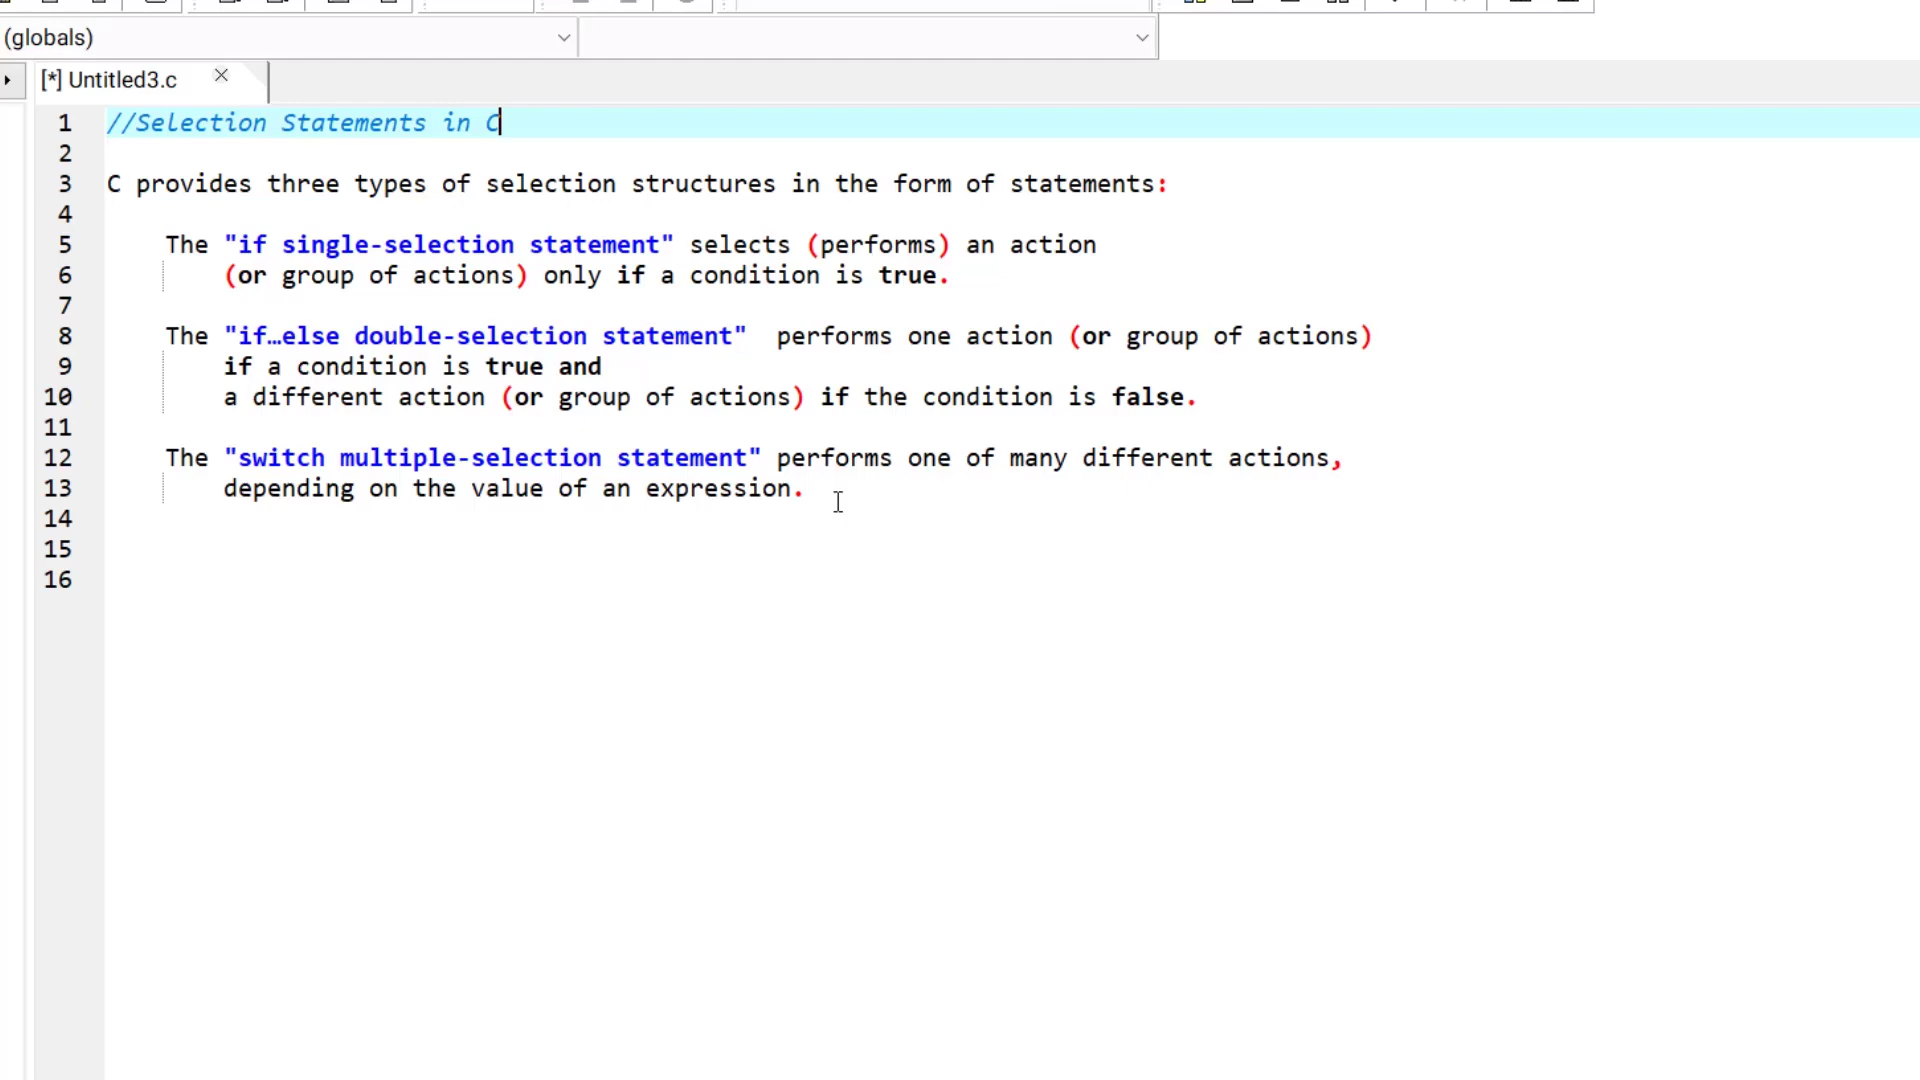 (globals)
[*] Untitled3.c
1 //Selection Statements in C
2
3 C provides three types of selection structures in the form of statements:
4
5 The "if single-selection statement" selects (performs) an action
6 (or group of actions) only if a condition is true.
7
8 The "if…else double-selection statement"  performs one action (or group of actions)
9 if a condition is true and
10 a different action (or group of actions) if the condition is false.
11
12 The "switch multiple-selection statement" performs one of many different actions,
13 depending on the value of an expression.
14
15
16